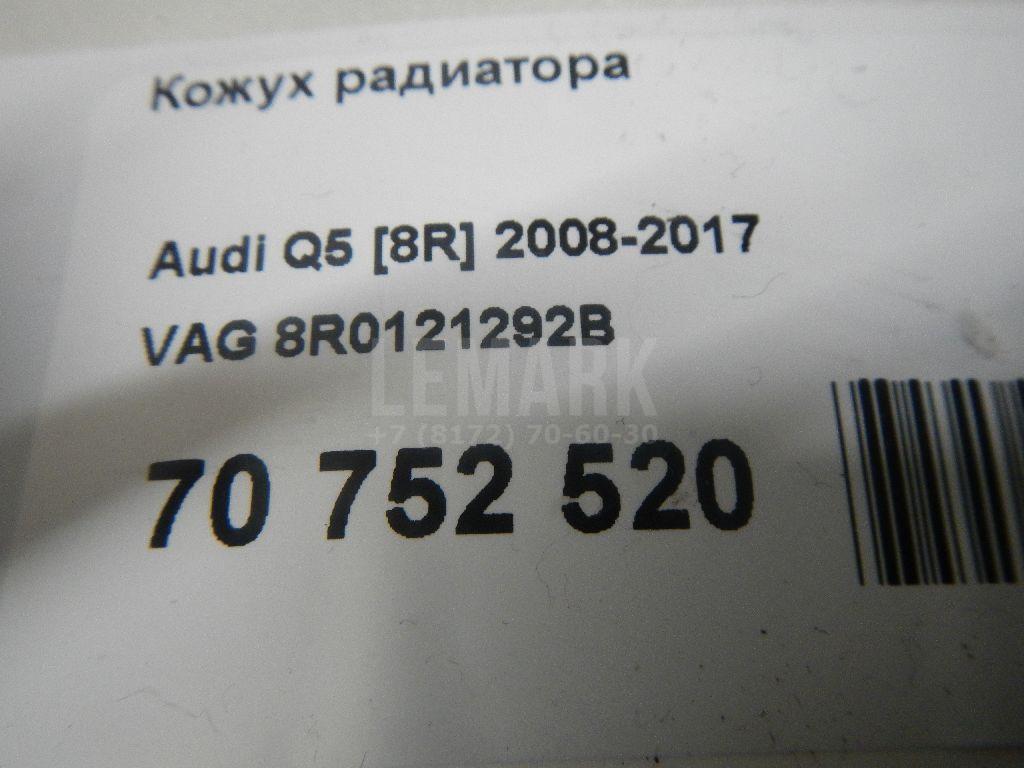 Кожух радиатора
Audi Q5 [8R] 2008-2017
VAG 8R0121292B
LEMARK
+7 (8172) 70-60-30
70 752 520